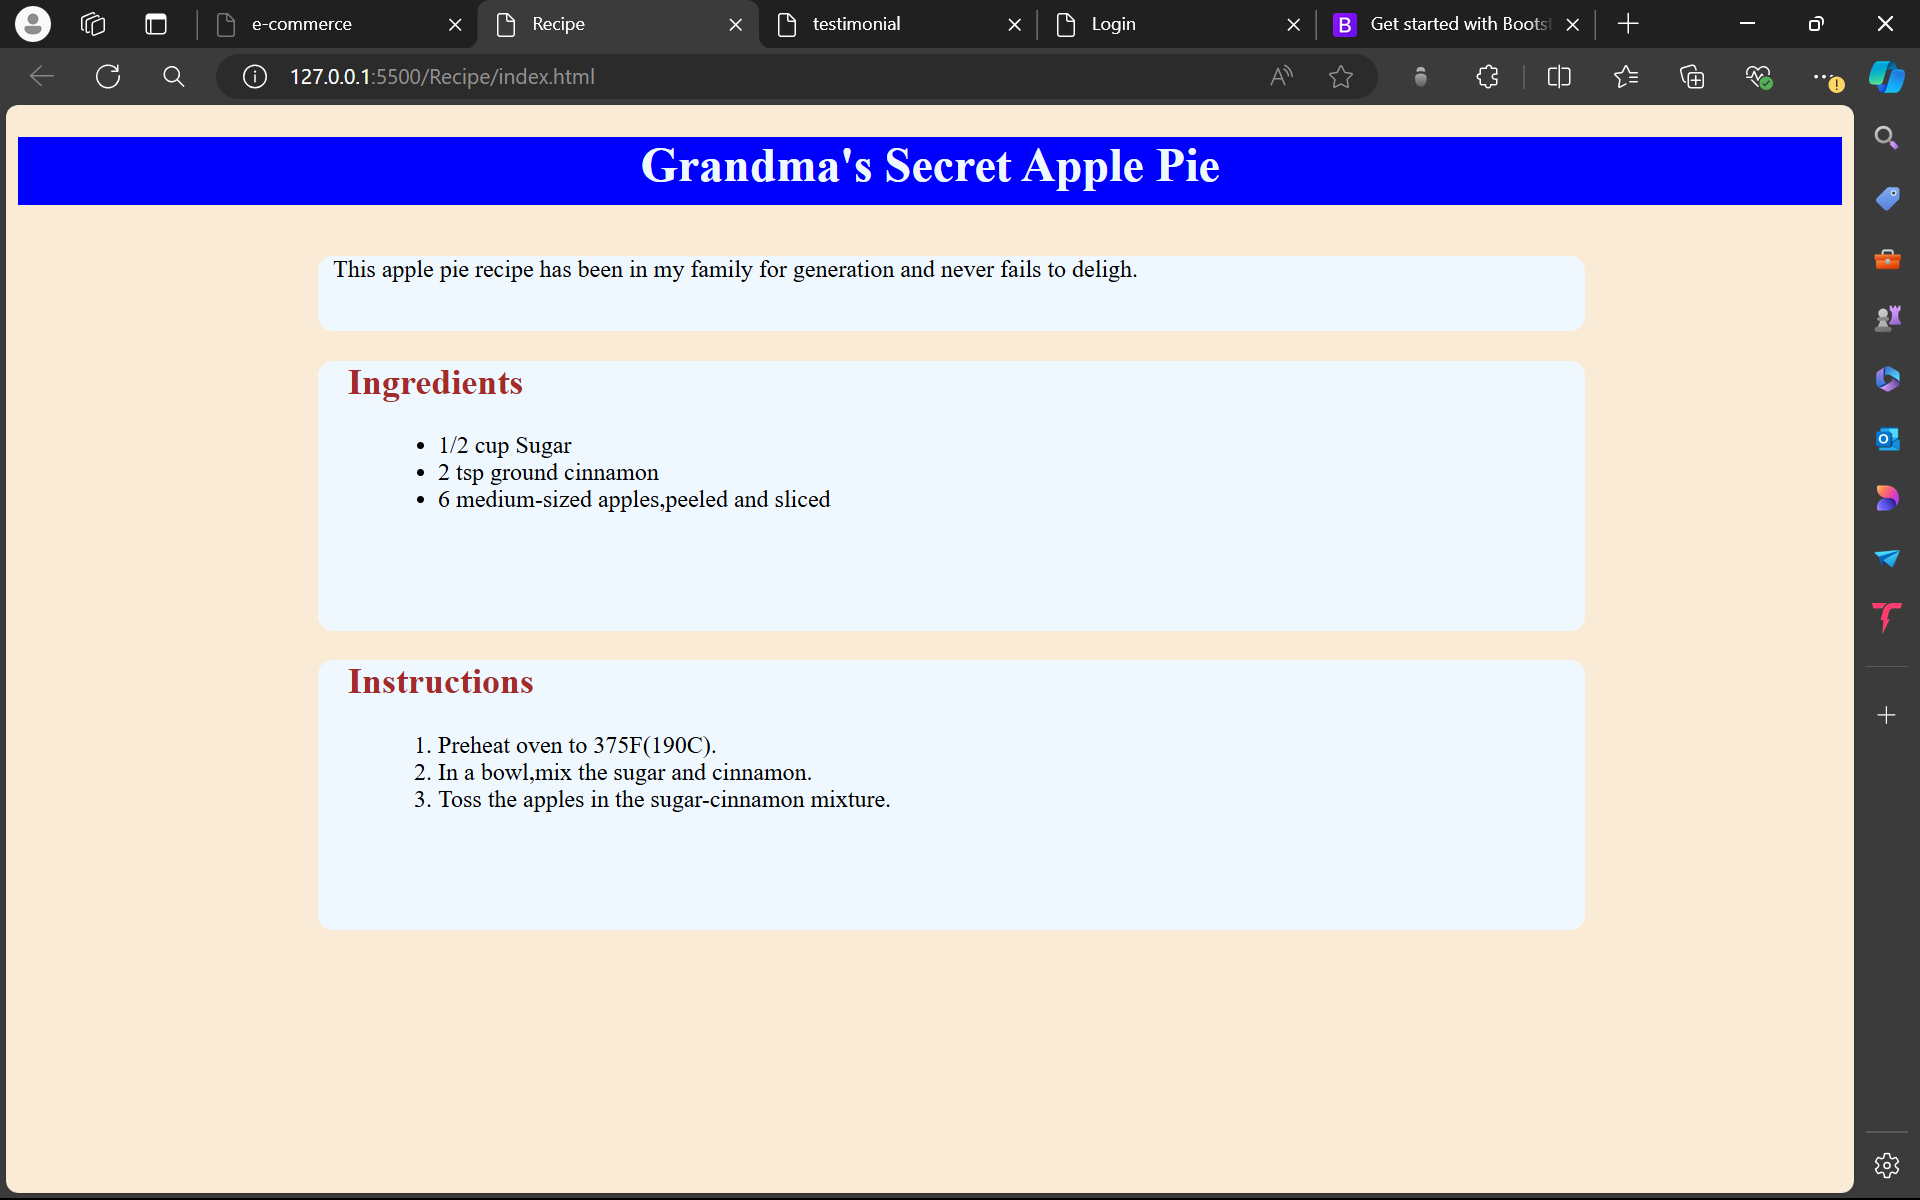 e-commerce
Recipe
testimonial
Login
B
Get started with Boots
127.0.0.1:5500/Recipe/index.html
Grandma's Secret Apple Pie
This apple pie recipe has been in my family for generation and never fails to deligh.
Ingredients
• 1/2 cup Sugar
• 2 tsp ground cinnamon
• 6 medium-sized apples,peeled and sliced
Instructions
1. Preheat oven to 375F(190C).
2. In a bowl,mix the sugar and cinnamon.
3. Toss the apples in the sugar-cinnamon mixture.